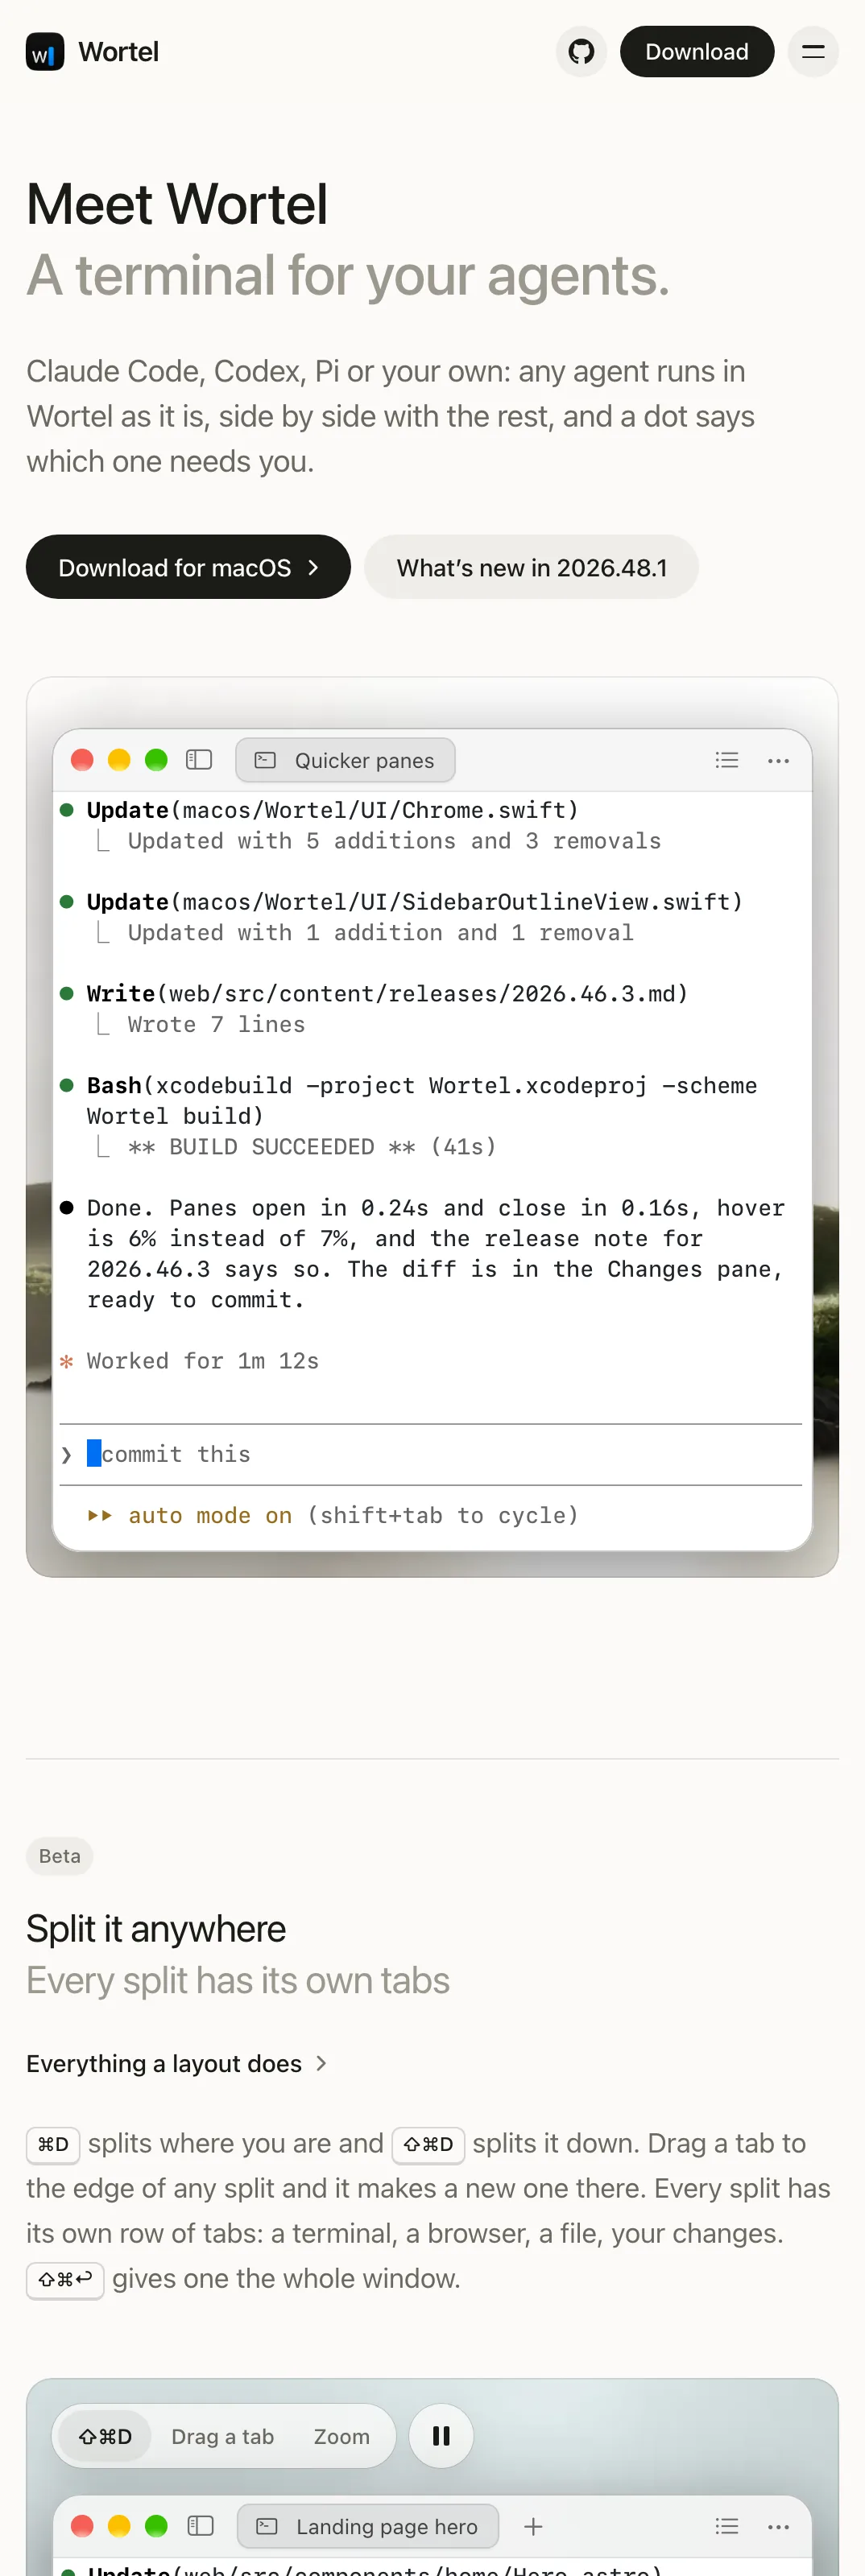 Wortel
Download
Meet Wortel
A terminal for your agents.
Claude Code, Codex, Pi or your own: any agent runs in
Wortel as it is, side by side with the rest, and a dot says
which one needs you.
Download for macOS
What’s new in 2026.48.1
Quicker panes
Update(macos/Wortel/UI/Chrome.swift)
⎿ Updated with 5 additions and 3 removals
Update(macos/Wortel/UI/SidebarOutlineView.swift)
⎿ Updated with 1 addition and 1 removal
Write(web/src/content/releases/2026.46.3.md)
⎿ Wrote 7 lines
Bash(xcodebuild -project Wortel.xcodeproj -scheme
Wortel build)
⎿ ** BUILD SUCCEEDED ** (41s)
Done. Panes open in 0.24s and close in 0.16s, hover
is 6% instead of 7%, and the release note for
2026.46.3 says so. The diff is in the Changes pane,
ready to commit.
✻ Worked for 1m 12s
❯ commit this
⏵⏵ auto mode on (shift+tab to cycle)
Beta
Split it anywhere
Every split has its own tabs
Everything a layout does
⌘D splits where you are and ⇧⌘D splits it down. Drag a tab to
the edge of any split and it makes a new one there. Every split has
its own row of tabs: a terminal, a browser, a file, your changes.
⇧⌘↩ gives one the whole window.
⇧⌘D
Drag a tab
Zoom
Landing page hero
Update(web/src/components/home/Hero.astro)